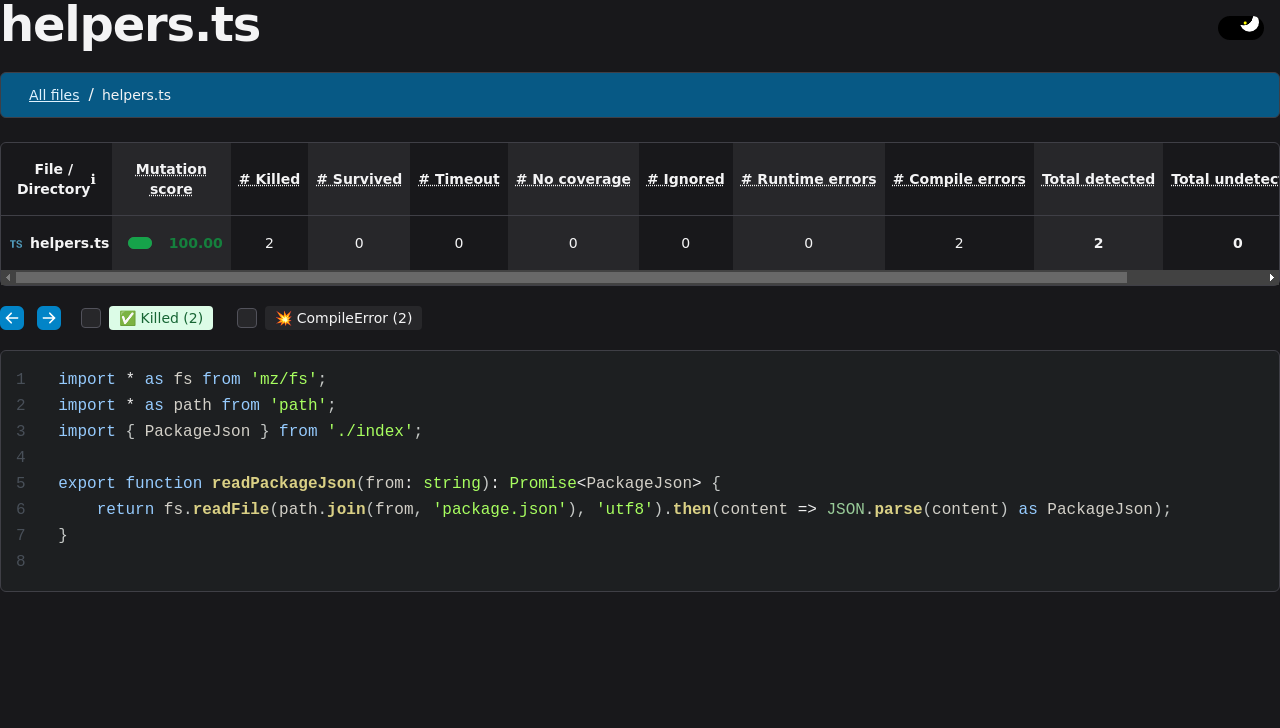 helpers.ts
All files / helpers.ts
File / Directory ℹ Mutation score # Killed # Survived # Timeout # No coverage # Ignored # Runtime errors # Compile errors Total detected Total undetec
TS helpers.ts 100.00 2 0 0 0 0 0 2 2 0
✅ Killed (2) 💥 CompileError (2)
1 import * as fs from 'mz/fs';
2 import * as path from 'path';
3 import { PackageJson } from './index';
4
5 export function readPackageJson(from: string): Promise<PackageJson> {
6     return fs.readFile(path.join(from, 'package.json'), 'utf8').then(content => JSON.parse(content) as PackageJson);
7 }
8